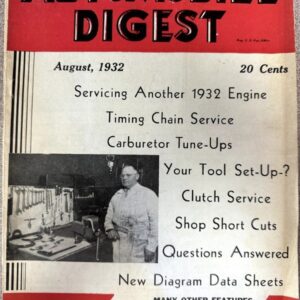 AUTOMOBILE
DIGEST
August, 1932
20 Cents
Servicing Another 1932 Engine
Timing Chain Service
Carburetor Tune-Ups
Your Tool Set-Up-?
Clutch Service
Shop Short Cuts
Questions Answered
New Diagram Data Sheets
MANY OTHER FEATURES